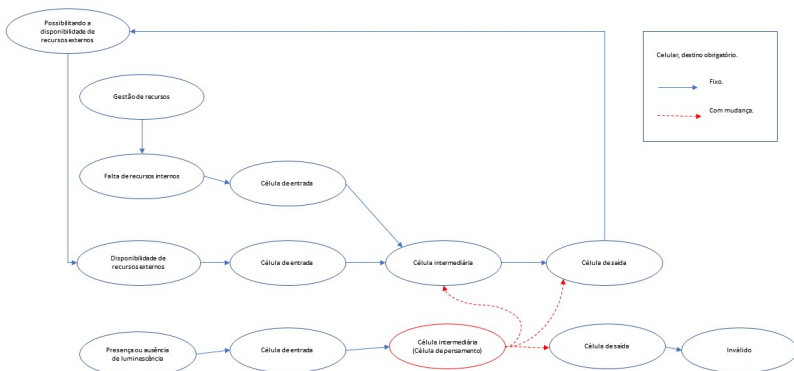 Possibilitando a
disponibilidade de
recursos externos
Celular, destino obrigatório.
Fixo.
Com mudança.
Gestão de recursos
Falta de recursos internos
Célula de entrada
Disponibilidade de
recursos externos
Célula de entrada
Célula intermediária
Célula de saída
Presença ou ausência
de luminescência
Célula de entrada
Célula intermediária
(Célula de pensamento)
Célula de saída
Inválido